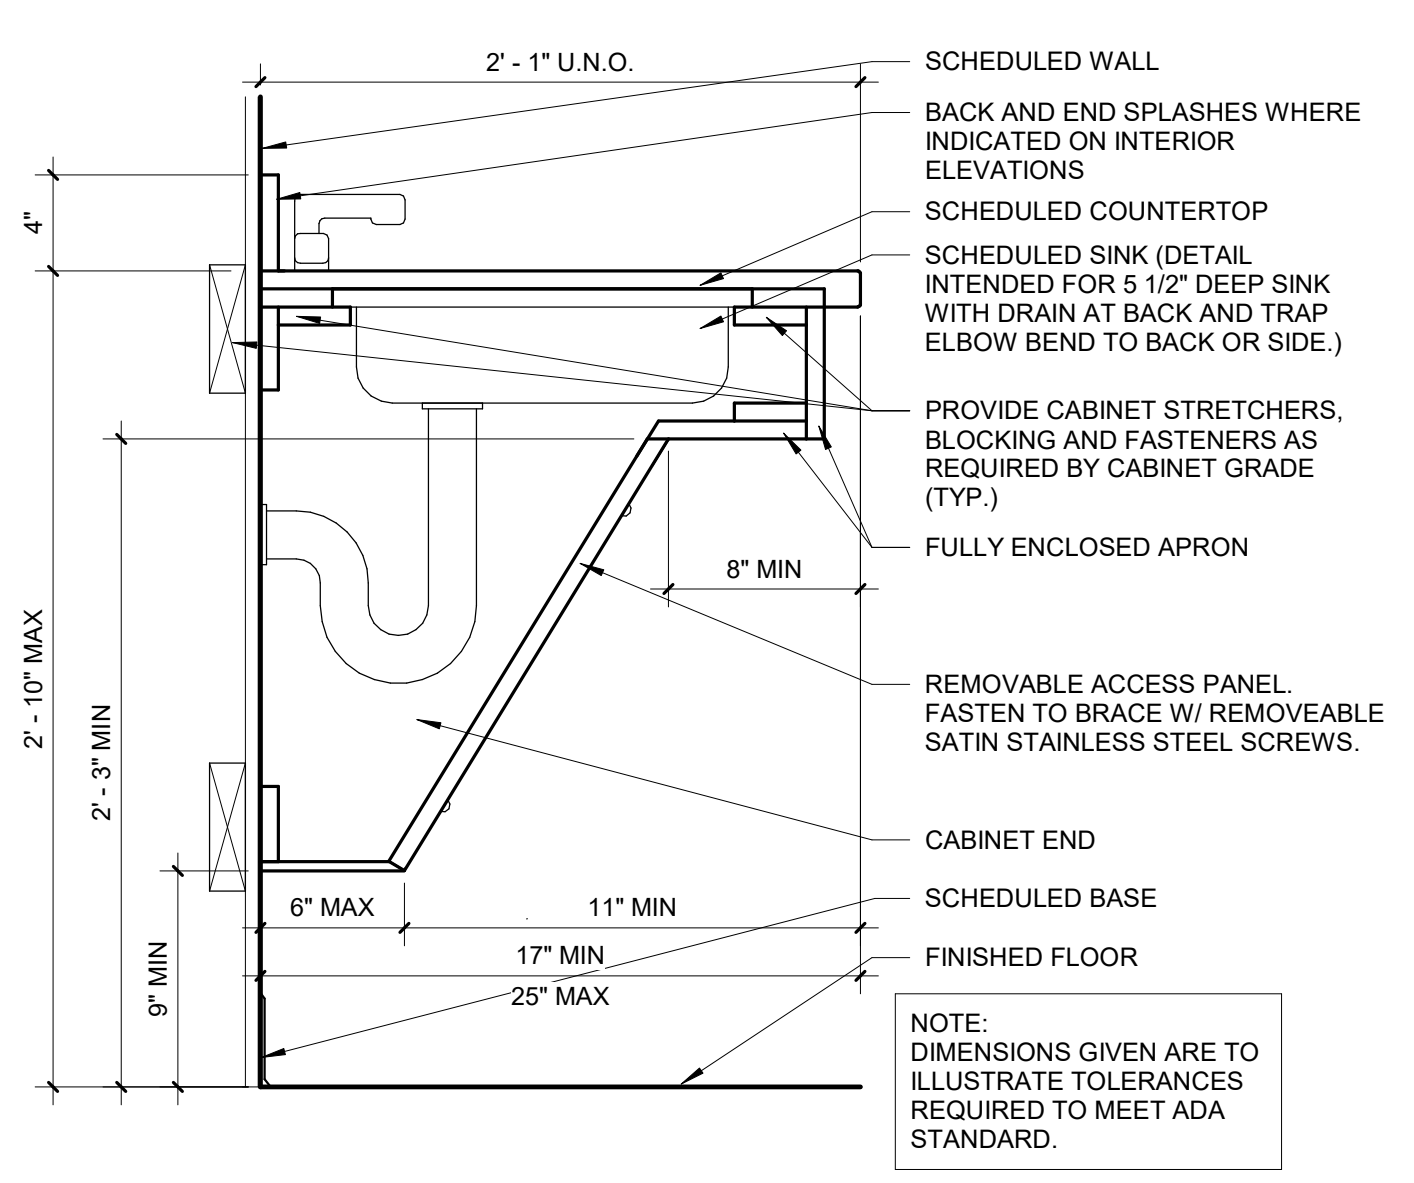 2' - 1" U.N.O.
SCHEDULED WALL
BACK AND END SPLASHES WHERE
INDICATED ON INTERIOR
ELEVATIONS
4"
SCHEDULED COUNTERTOP
SCHEDULED SINK (DETAIL
INTENDED FOR 5 1/2" DEEP SINK
WITH DRAIN AT BACK AND TRAP
ELBOW BEND TO BACK OR SIDE.)
PROVIDE CABINET STRETCHERS,
BLOCKING AND FASTENERS AS
REQUIRED BY CABINET GRADE
(TYP.)
FULLY ENCLOSED APRON
8" MIN
2' - 10" MAX
2' - 3" MIN
REMOVABLE ACCESS PANEL.
FASTEN TO BRACE W/ REMOVEABLE
SATIN STAINLESS STEEL SCREWS.
CABINET END
SCHEDULED BASE
6" MAX
11" MIN
9" MIN
17" MIN
25" MAX
FINISHED FLOOR
NOTE:
DIMENSIONS GIVEN ARE TO
ILLUSTRATE TOLERANCES
REQUIRED TO MEET ADA
STANDARD.